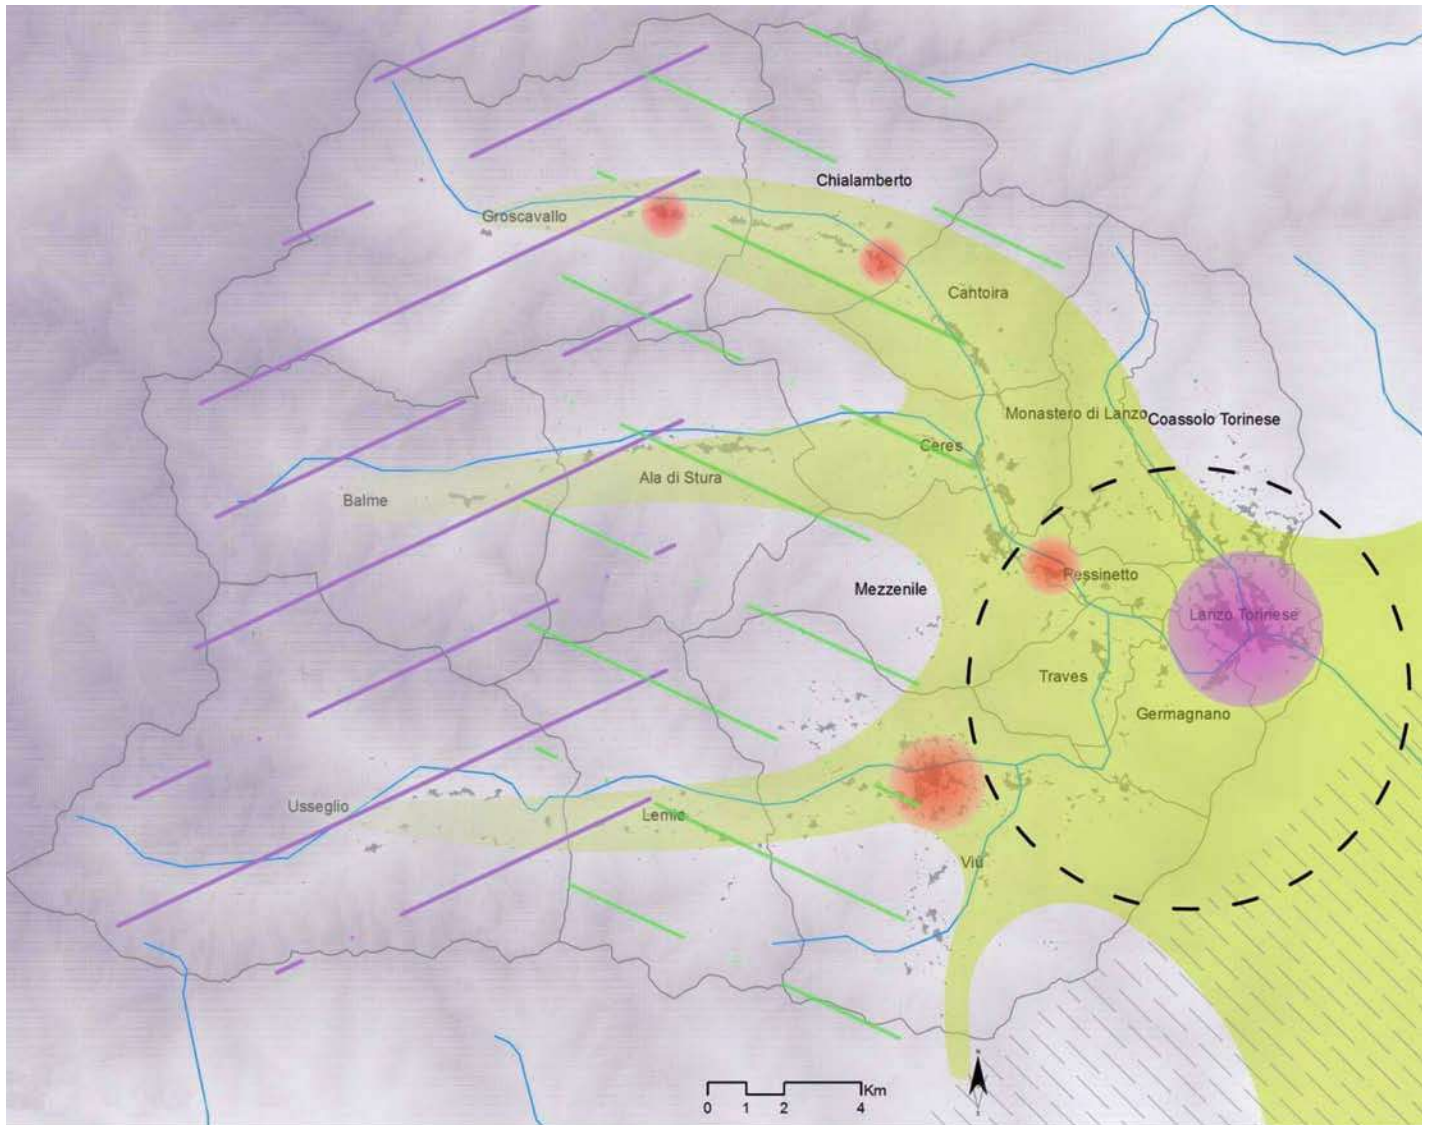 Chialamberto
Groscavallo
Cahtoira
Monastero di Lanzo
Coassolo Torinese
Ceres
Ala di Stura
Balme
Pessinetto
Mezzenile
Lanzo Torinese
Traves
Germagnano
Usseglio
Lemie
Viù
Km
0 1 2 4